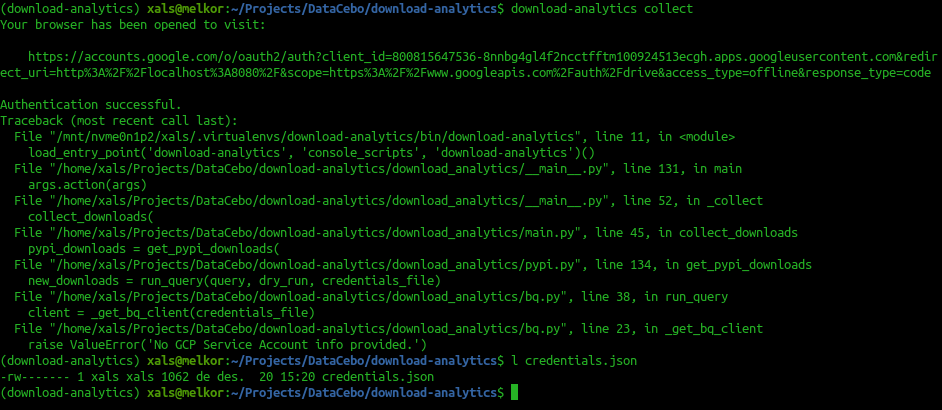 (download-analytics) xals@melkor:~/Projects/DataCebo/download-analytics$ download-analytics collect
Your browser has been opened to visit:
https://accounts.google.com/o/oauth2/auth?client_id=800815647536-8nnbg4gl4f2ncctfftm100924513ecgh.apps.googleusercontent.com&redir
ect_uri=http%3A%2F%2Flocalhost%3A8080%2F&scope=https%3A%2F%2Fwww.googleapis.com%2Fauth%2Fdrive&access_type=offline&response_type=code
Authentication successful.
Traceback (most recent call last):
  File "/mnt/nvme0n1p2/xals/.virtualenvs/download-analytics/bin/download-analytics", line 11, in <module>
    load_entry_point('download-analytics', 'console_scripts', 'download-analytics')()
  File "/home/xals/Projects/DataCebo/download-analytics/download_analytics/__main__.py", line 131, in main
    args.action(args)
  File "/home/xals/Projects/DataCebo/download-analytics/download_analytics/__main__.py", line 52, in _collect
    collect_downloads(
  File "/home/xals/Projects/DataCebo/download-analytics/download_analytics/main.py", line 45, in collect_downloads
    pypi_downloads = get_pypi_downloads(
  File "/home/xals/Projects/DataCebo/download-analytics/download_analytics/pypi.py", line 134, in get_pypi_downloads
    new_downloads = run_query(query, dry_run, credentials_file)
  File "/home/xals/Projects/DataCebo/download-analytics/download_analytics/bq.py", line 38, in run_query
    client = _get_bq_client(credentials_file)
  File "/home/xals/Projects/DataCebo/download-analytics/download_analytics/bq.py", line 23, in _get_bq_client
    raise ValueError('No GCP Service Account info provided.')
(download-analytics) xals@melkor:~/Projects/DataCebo/download-analytics$ l credentials.json
-rw------- 1 xals xals 1062 de des.  20 15:20 credentials.json
(download-analytics) xals@melkor:~/Projects/DataCebo/download-analytics$